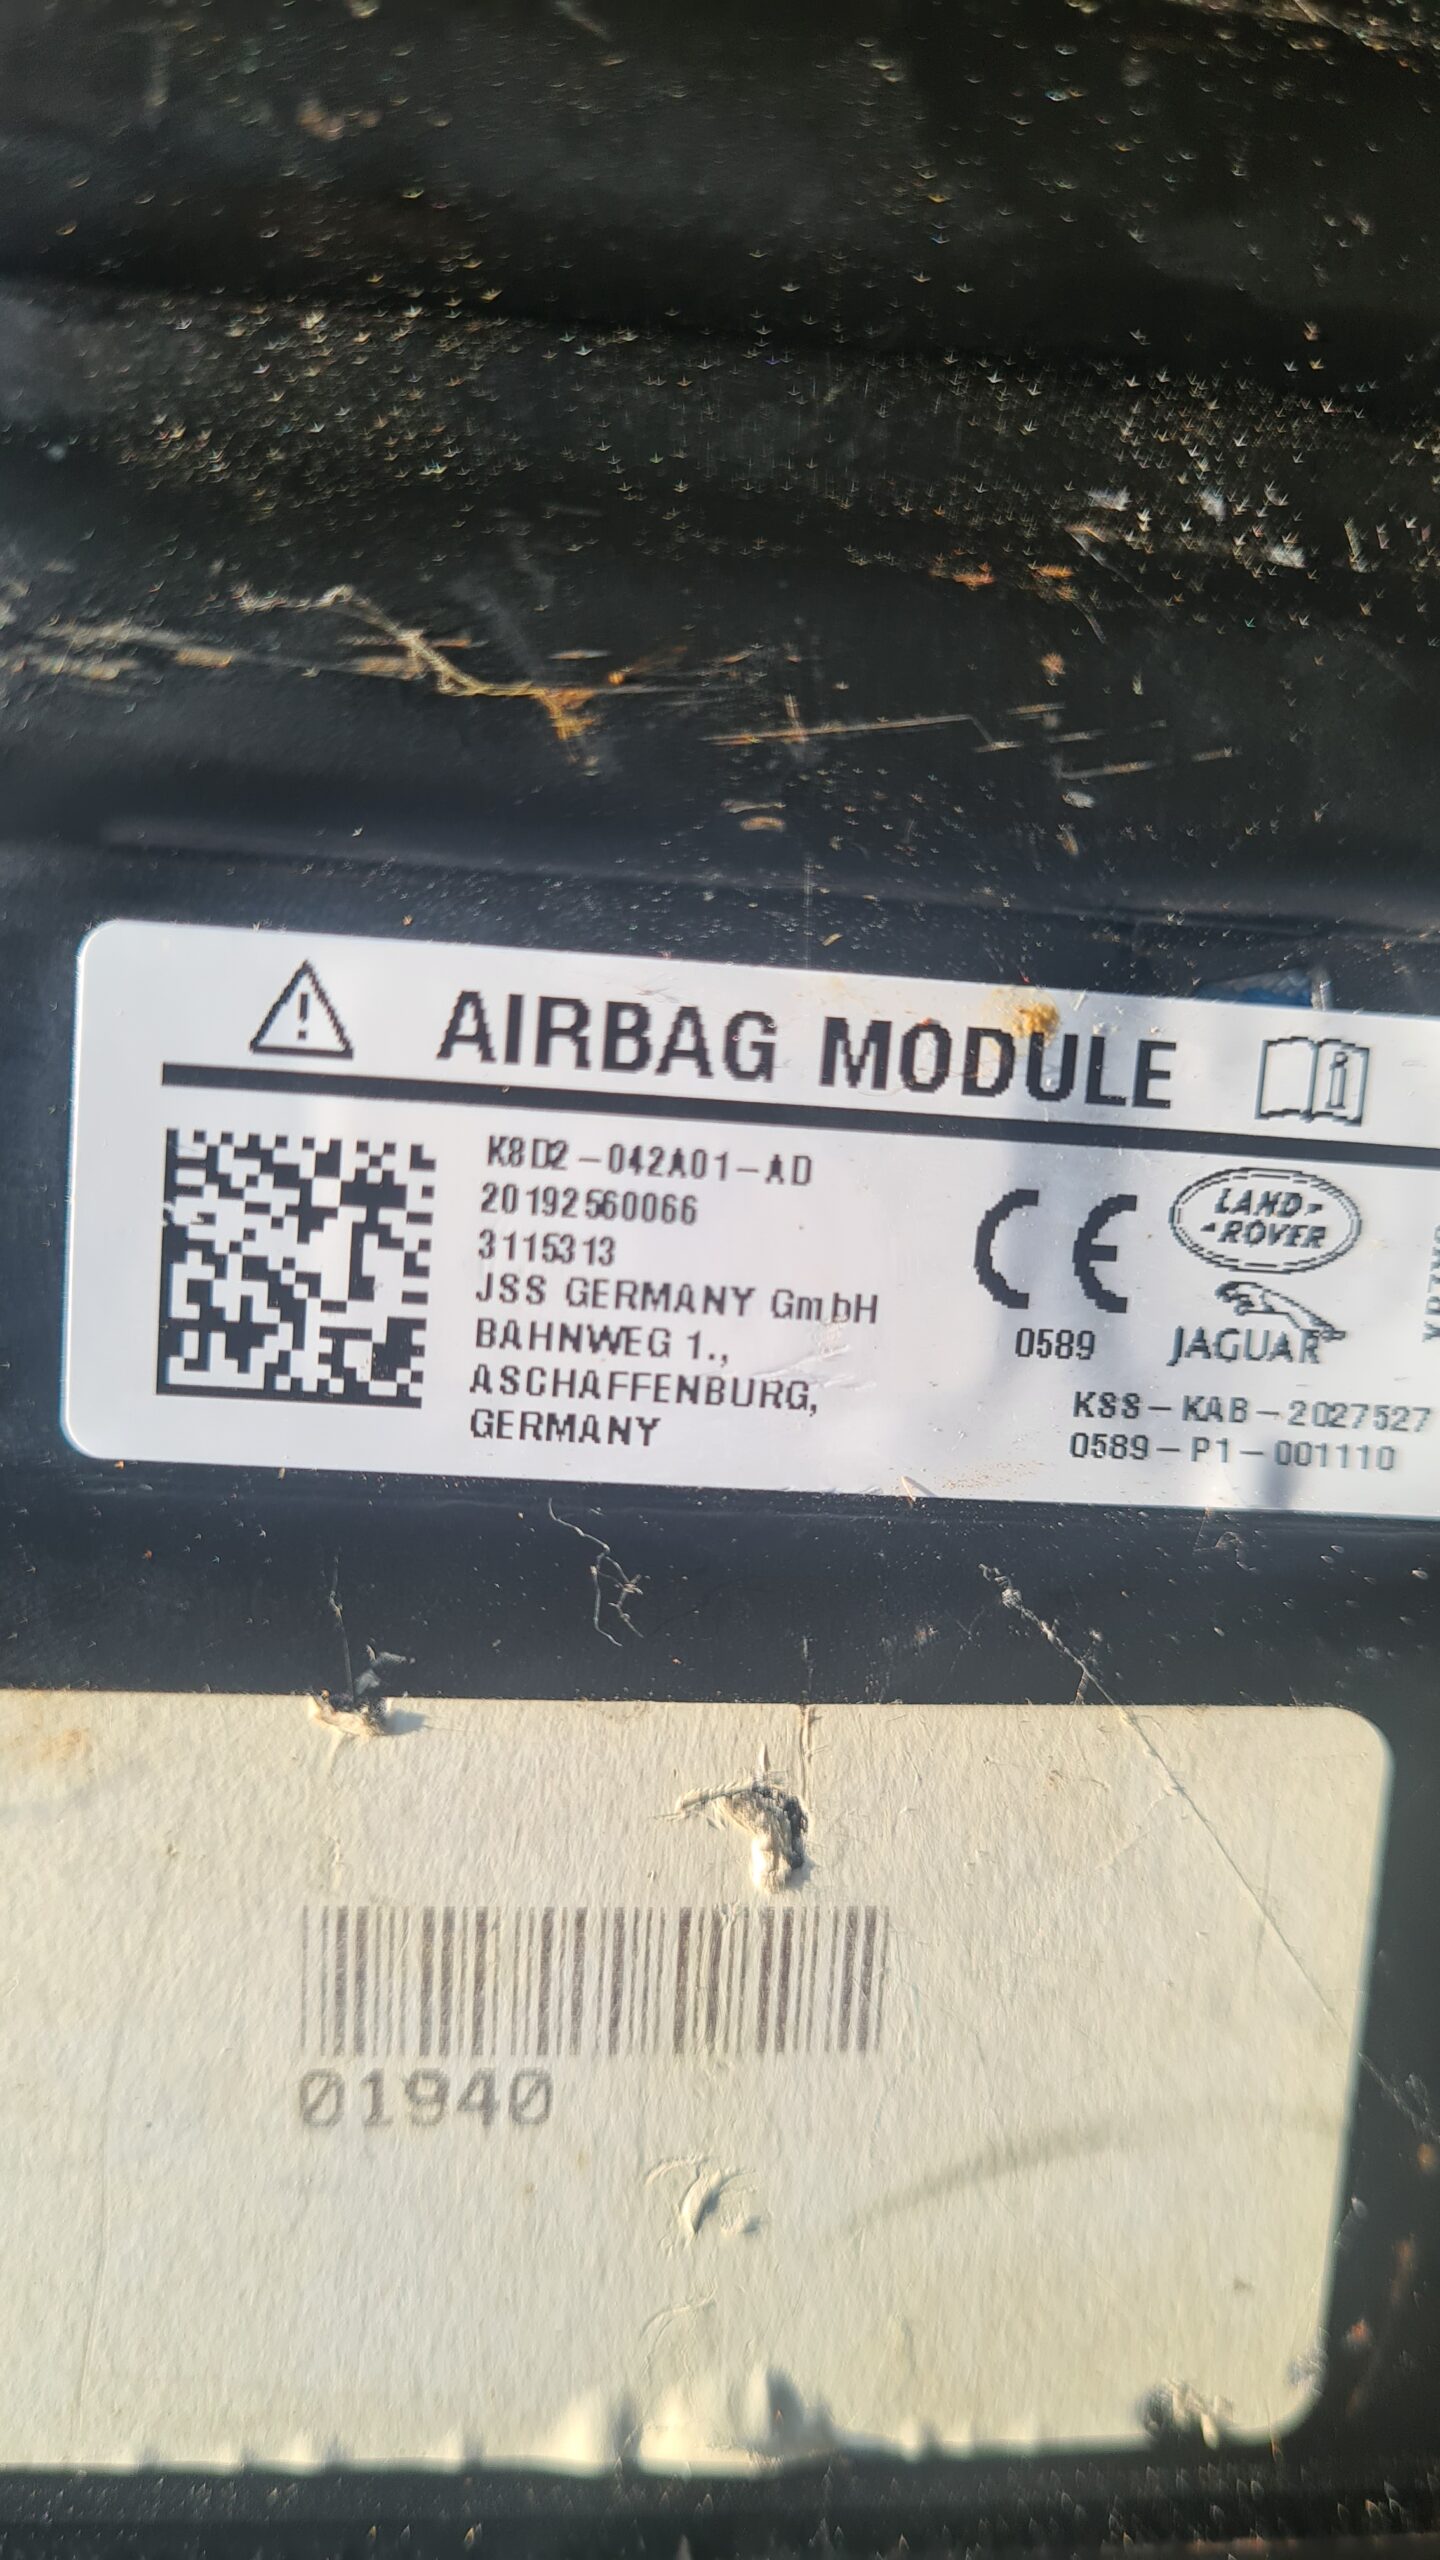 AIRBAG MODULE
K8D2-042A01-AD
20192560066
3115313
JSS GERMANY GmbH
BAHNWEG 1.,
ASCHAFFENBURG,
GERMANY
CE
0589
LAND-
-ROVER
JAGUAR
KSS-KAB-2027527
0589-P1-001110
01940